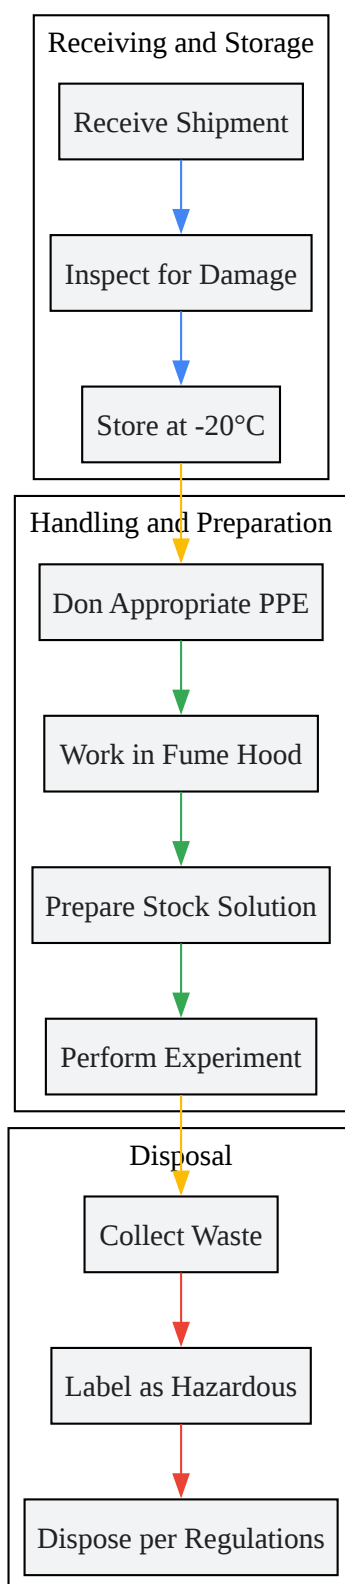 Receiving and Storage
Receive Shipment
Inspect for Damage
Store at -20°C
Handling and Preparation
Don Appropriate PPE
Work in Fume Hood
Prepare Stock Solution
Perform Experiment
Disposal
Collect Waste
Label as Hazardous
Dispose per Regulations